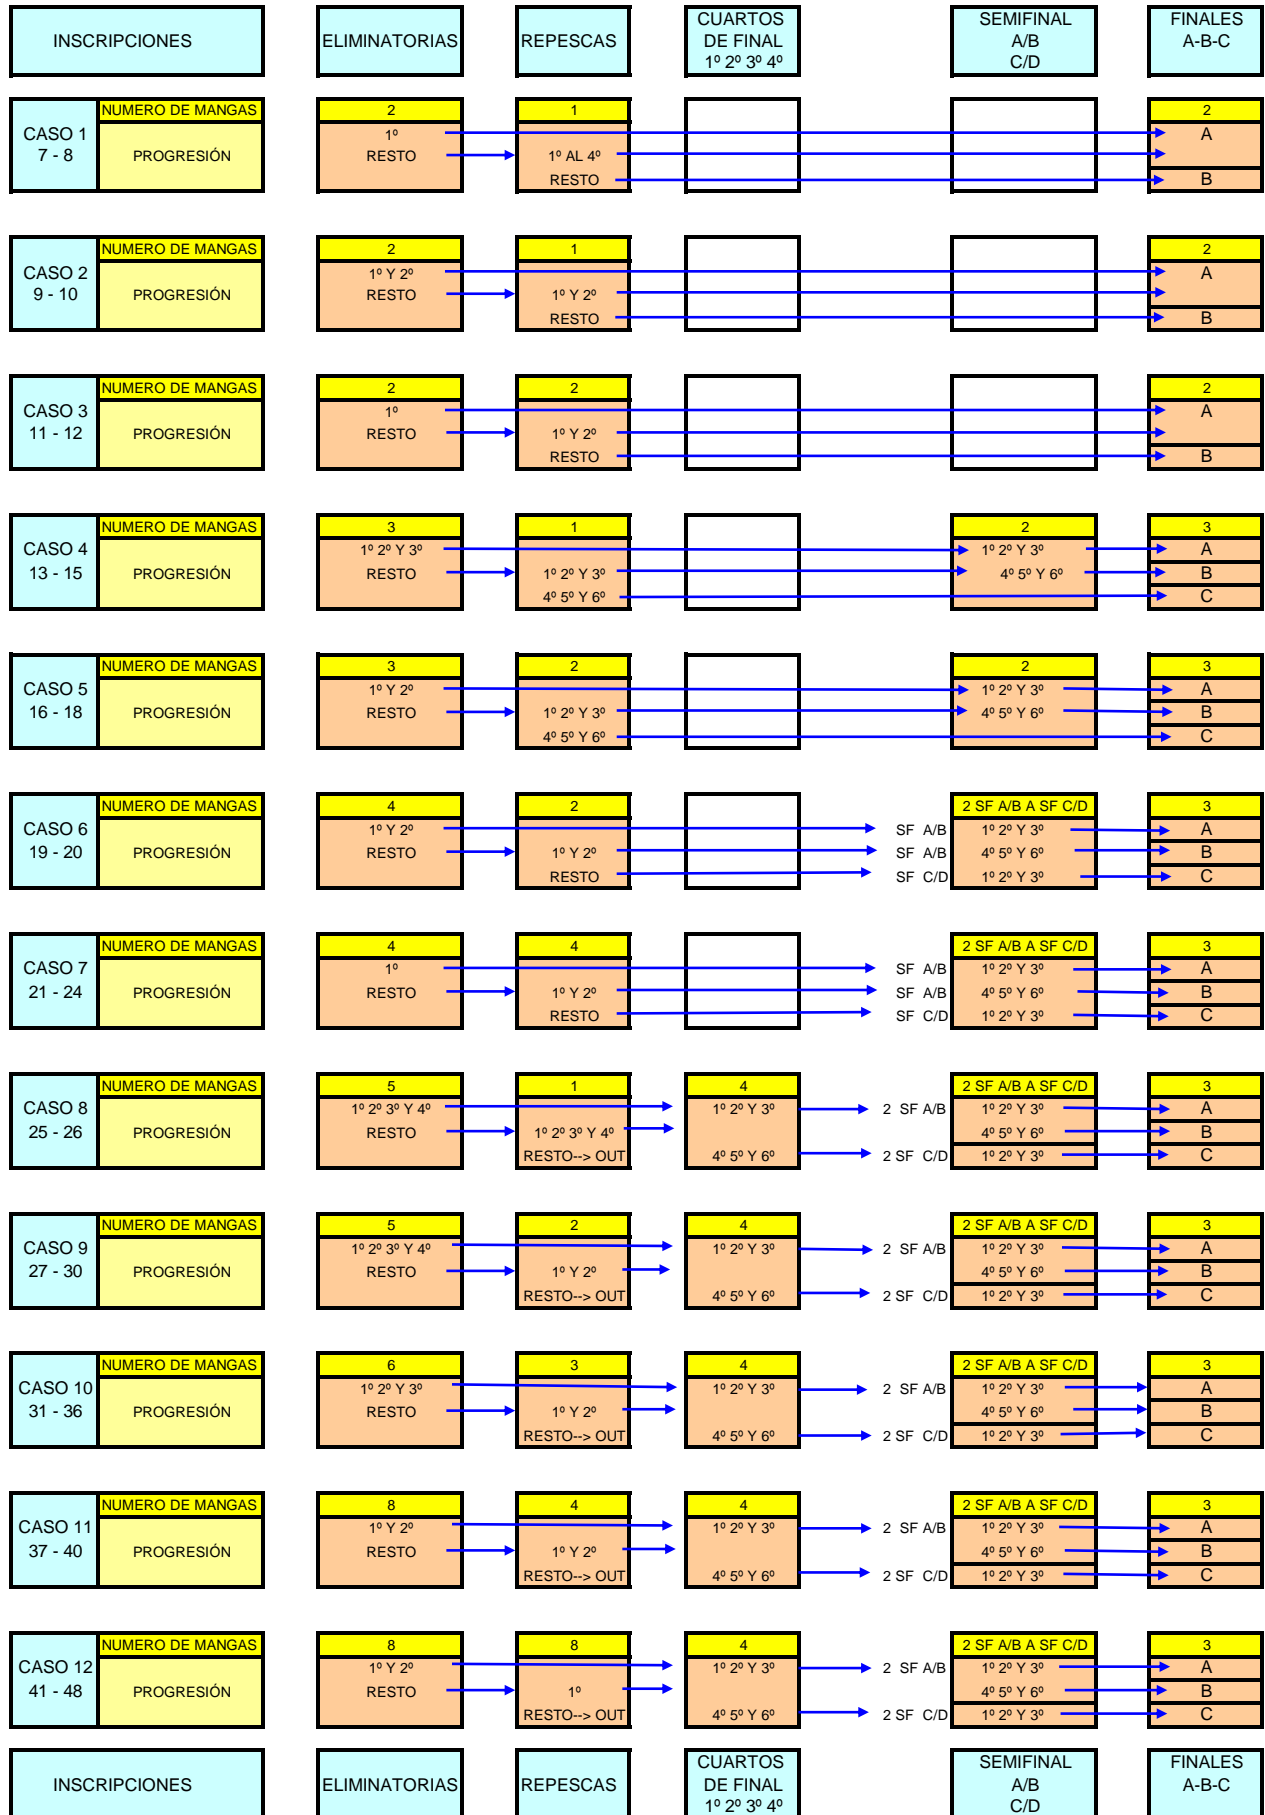 INSCRIPCIONES
ELIMINATORIAS
REPESCAS
CUARTOS
DE FINAL
1º 2º 3º 4º
SEMIFINAL
A/B
C/D
FINALES
A-B-C
CASO 1
7 - 8
NUMERO DE MANGAS
PROGRESIÓN
2
1º
RESTO
1
1º AL 4º
RESTO
2
A
B
CASO 2
9 - 10
NUMERO DE MANGAS
PROGRESIÓN
2
1º Y 2º
RESTO
1
1º Y 2º
RESTO
2
A
B
CASO 3
11 - 12
NUMERO DE MANGAS
PROGRESIÓN
2
1º
RESTO
2
1º Y 2º
RESTO
2
A
B
CASO 4
13 - 15
NUMERO DE MANGAS
PROGRESIÓN
3
1º 2º Y 3º
RESTO
1
1º 2º Y 3º
4º 5º Y 6º
2
1º 2º Y 3º
4º 5º Y 6º
3
A
B
C
CASO 5
16 - 18
NUMERO DE MANGAS
PROGRESIÓN
3
1º Y 2º
RESTO
2
1º 2º Y 3º
4º 5º Y 6º
2
1º 2º Y 3º
4º 5º Y 6º
3
A
B
C
CASO 6
19 - 20
NUMERO DE MANGAS
PROGRESIÓN
4
1º Y 2º
RESTO
2
1º Y 2º
RESTO
SF A/B
SF A/B
SF C/D
2 SF A/B A SF C/D
1º 2º Y 3º
4º 5º Y 6º
1º 2º Y 3º
3
A
B
C
CASO 7
21 - 24
NUMERO DE MANGAS
PROGRESIÓN
4
1º
RESTO
4
1º Y 2º
RESTO
SF A/B
SF A/B
SF C/D
2 SF A/B A SF C/D
1º 2º Y 3º
4º 5º Y 6º
1º 2º Y 3º
3
A
B
C
CASO 8
25 - 26
NUMERO DE MANGAS
PROGRESIÓN
5
1º 2º 3º Y 4º
RESTO
1
1º 2º 3º Y 4º
RESTO--> OUT
4
1º 2º Y 3º
4º 5º Y 6º
2 SF A/B
2 SF C/D
2 SF A/B A SF C/D
1º 2º Y 3º
4º 5º Y 6º
1º 2º Y 3º
3
A
B
C
CASO 9
27 - 30
NUMERO DE MANGAS
PROGRESIÓN
5
1º 2º 3º Y 4º
RESTO
2
1º Y 2º
RESTO--> OUT
4
1º 2º Y 3º
4º 5º Y 6º
2 SF A/B
2 SF C/D
2 SF A/B A SF C/D
1º 2º Y 3º
4º 5º Y 6º
1º 2º Y 3º
3
A
B
C
CASO 10
31 - 36
NUMERO DE MANGAS
PROGRESIÓN
6
1º 2º Y 3º
RESTO
3
1º Y 2º
RESTO--> OUT
4
1º 2º Y 3º
4º 5º Y 6º
2 SF A/B
2 SF C/D
2 SF A/B A SF C/D
1º 2º Y 3º
4º 5º Y 6º
1º 2º Y 3º
3
A
B
C
CASO 11
37 - 40
NUMERO DE MANGAS
PROGRESIÓN
8
1º Y 2º
RESTO
4
1º Y 2º
RESTO--> OUT
4
1º 2º Y 3º
4º 5º Y 6º
2 SF A/B
2 SF C/D
2 SF A/B A SF C/D
1º 2º Y 3º
4º 5º Y 6º
1º 2º Y 3º
3
A
B
C
CASO 12
41 - 48
NUMERO DE MANGAS
PROGRESIÓN
8
1º Y 2º
RESTO
8
1º
RESTO--> OUT
4
1º 2º Y 3º
4º 5º Y 6º
2 SF A/B
2 SF C/D
2 SF A/B A SF C/D
1º 2º Y 3º
4º 5º Y 6º
1º 2º Y 3º
3
A
B
C
INSCRIPCIONES
ELIMINATORIAS
REPESCAS
CUARTOS
DE FINAL
1º 2º 3º 4º
SEMIFINAL
A/B
C/D
FINALES
A-B-C